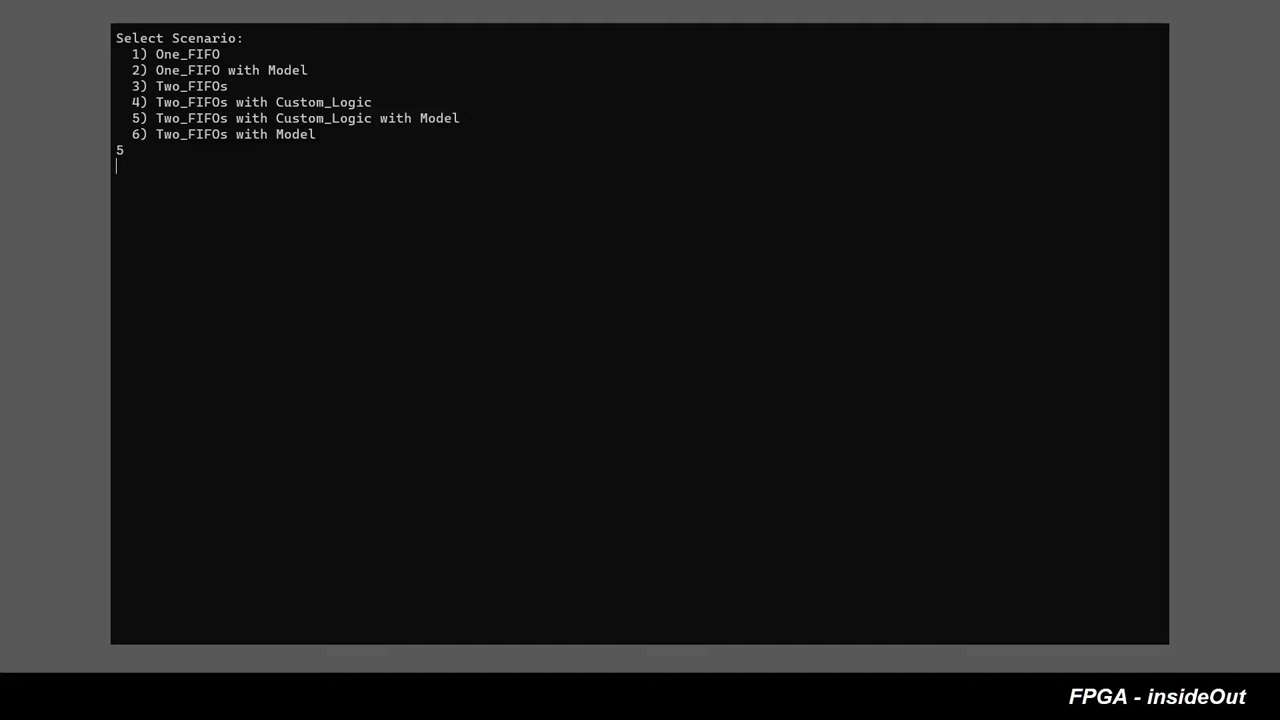 Select Scenario:
1) One_FIFO
2) One_FIFO with Model
3) Two_FIFOs
4) Two_FIFOs with Custom_Logic
5) Two_FIFOs with Custom_Logic with Model
6) Two_FIFOs with Model
5
FPGA - insideOut